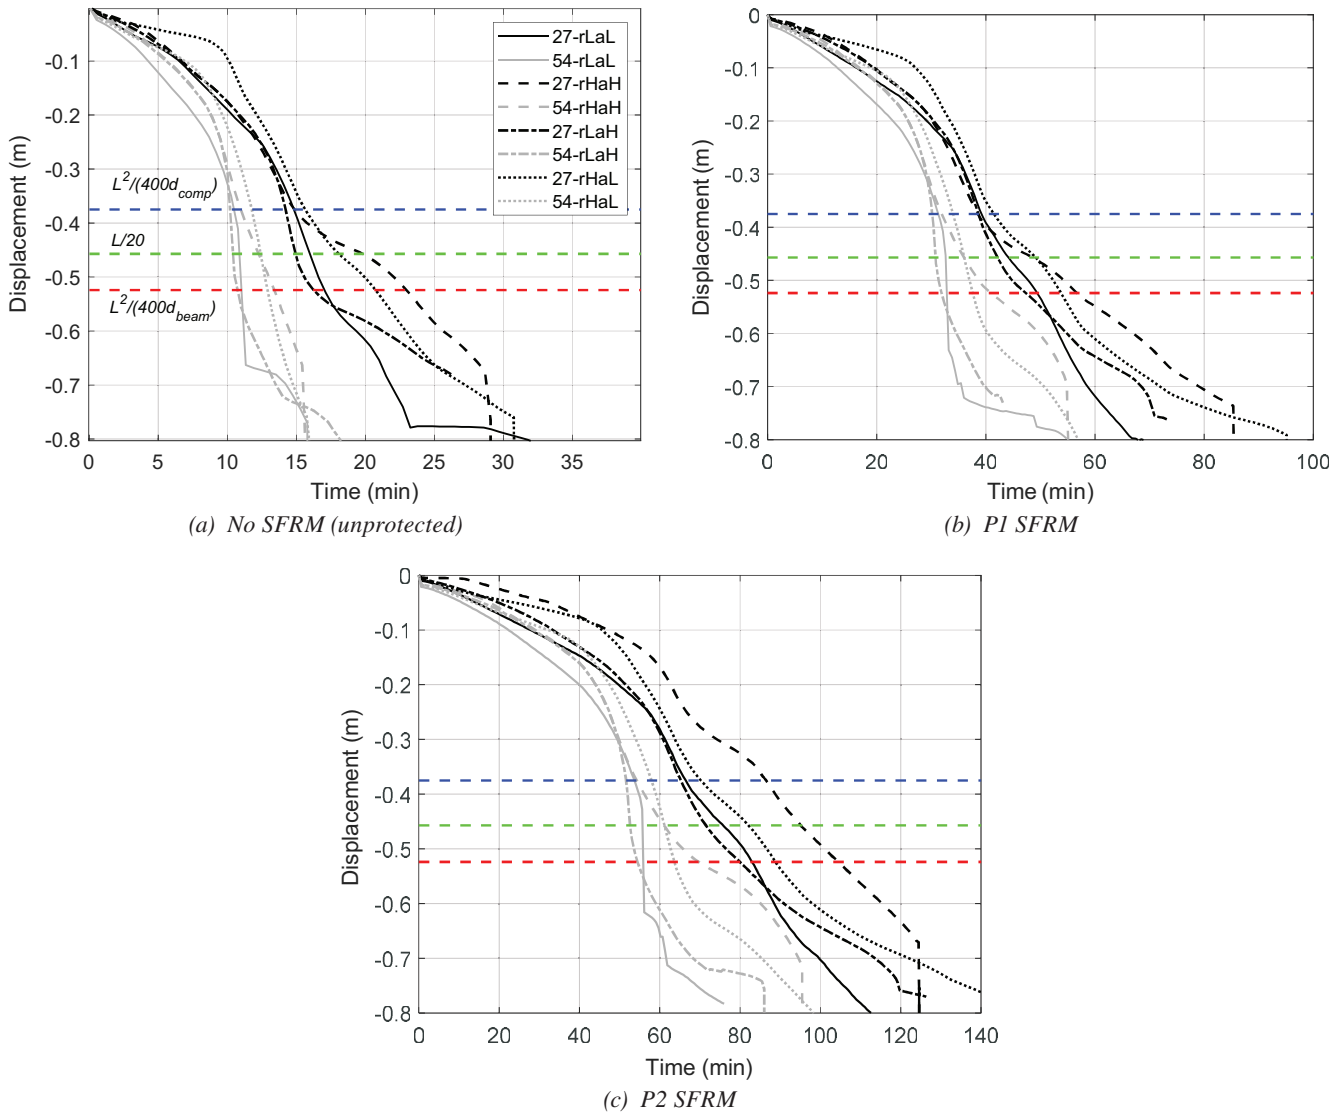 -0.1
-0.2
-0.3
-0.4
-0.5
-0.6
-0.7
-0.8
0
5
10
15
20
25
30
35
Displacement (m)
Time (min)
L²/(400d_comp)
L/20
L²/(400d_beam)
27-rLaL
54-rLaL
27-rHaH
54-rHaH
27-rLaH
54-rLaH
27-rHaL
54-rHaL
(a) No SFRM (unprotected)
0
-0.1
-0.2
-0.3
-0.4
-0.5
-0.6
-0.7
-0.8
0
20
40
60
80
100
Displacement (m)
Time (min)
(b) P1 SFRM
0
-0.1
-0.2
-0.3
-0.4
-0.5
-0.6
-0.7
-0.8
0
20
40
60
80
100
120
140
Displacement (m)
Time (min)
(c) P2 SFRM